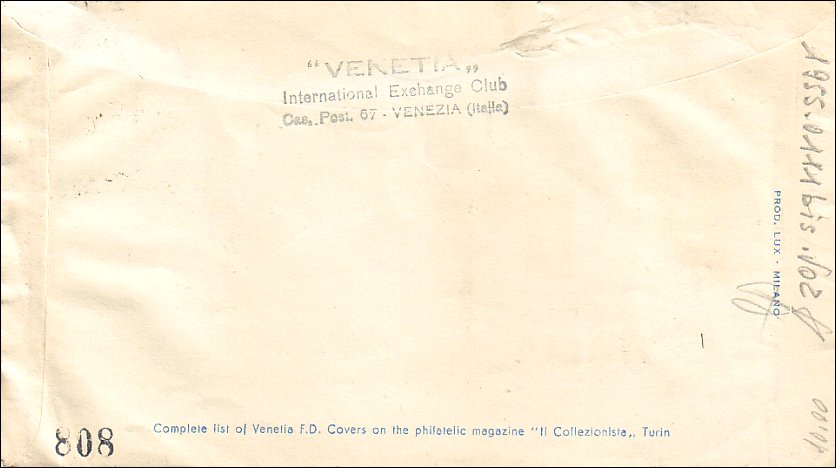 "VENETIA„
International Exchange Club
Cas. Post. 67 - VENEZIA (Italia)
PROD. LUX - MILANO
808
Complete list of Venetia F.D. Covers on the philatelic magazine "Il Collezionista„ Turin